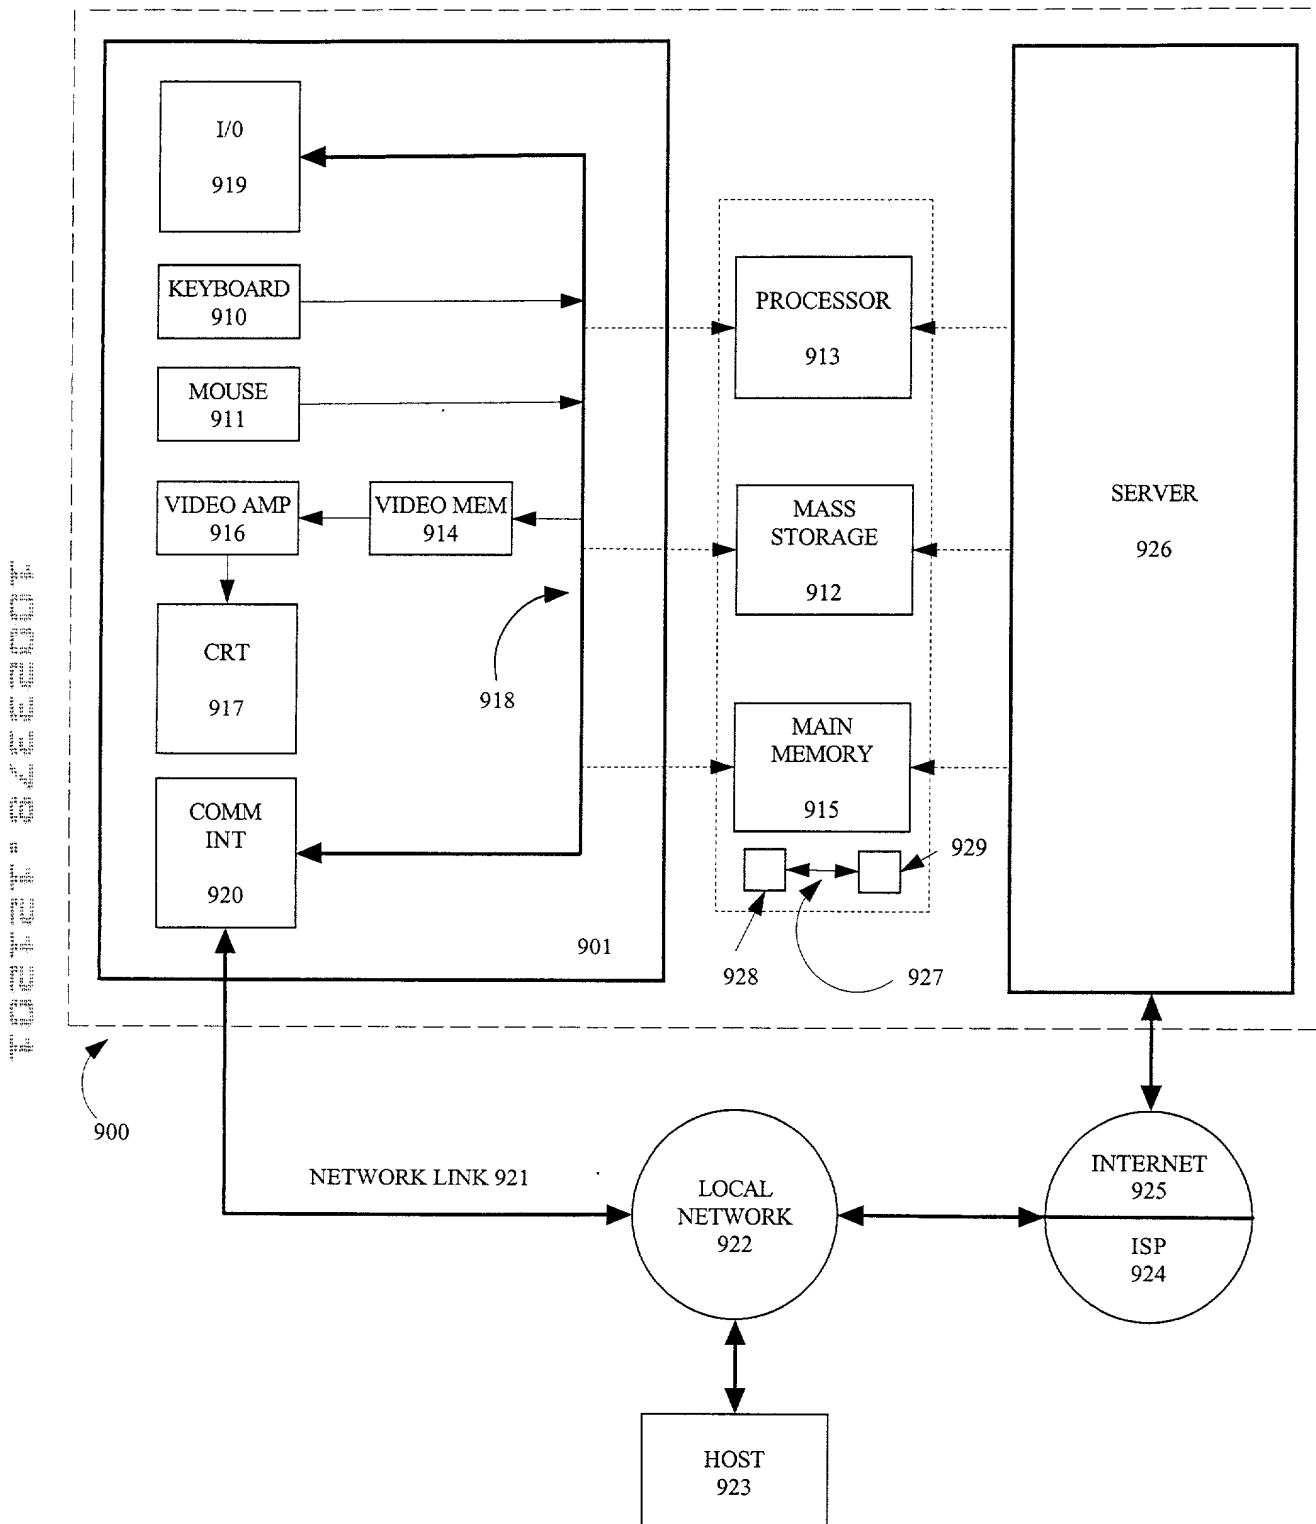 I/0
919
KEYBOARD
910
MOUSE
911
VIDEO AMP
916
VIDEO MEM
914
CRT
917
918
COMM
INT
920
901
PROCESSOR
913
MASS
STORAGE
912
MAIN
MEMORY
915
929
928
927
SERVER
926
900
NETWORK LINK 921
LOCAL
NETWORK
922
INTERNET
925
ISP
924
HOST
923